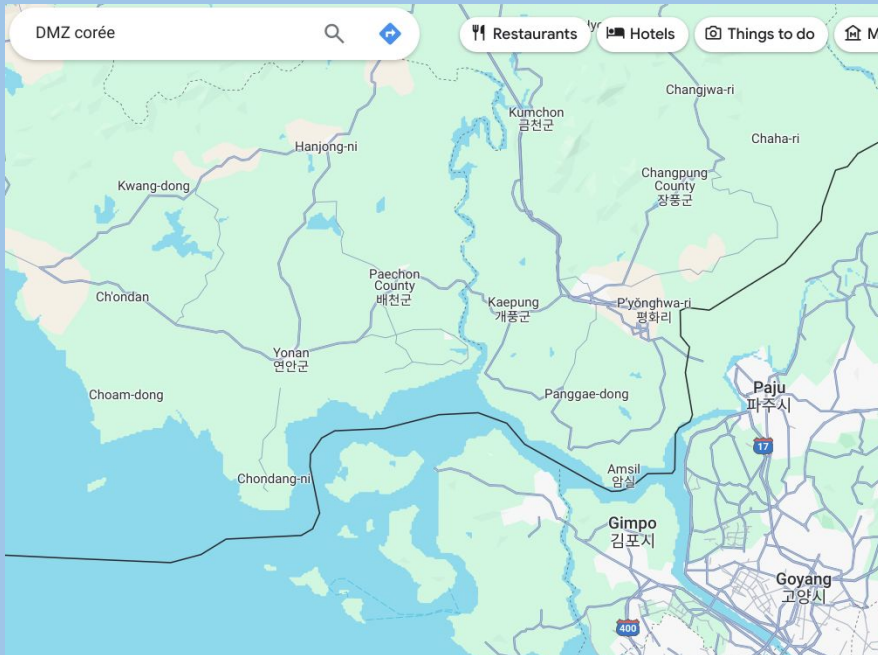 DMZ corée
Restaurants
Hotels
Things to do
Changjwa-ri
Kumchon
금천군
Chaha-ri
Hanjong-ni
Changpung
County
장풍군
Kwang-dong
Paechon
County
배천군
Ch'ondan
Kaepung
개풍군
P'yŏnghwa-ri
평화리
Yonan
연안군
Choam-dong
Panggae-dong
Paju
파주시
17
Chondang-ni
Amsil
암실
Gimpo
김포시
Goyang
고양시
400